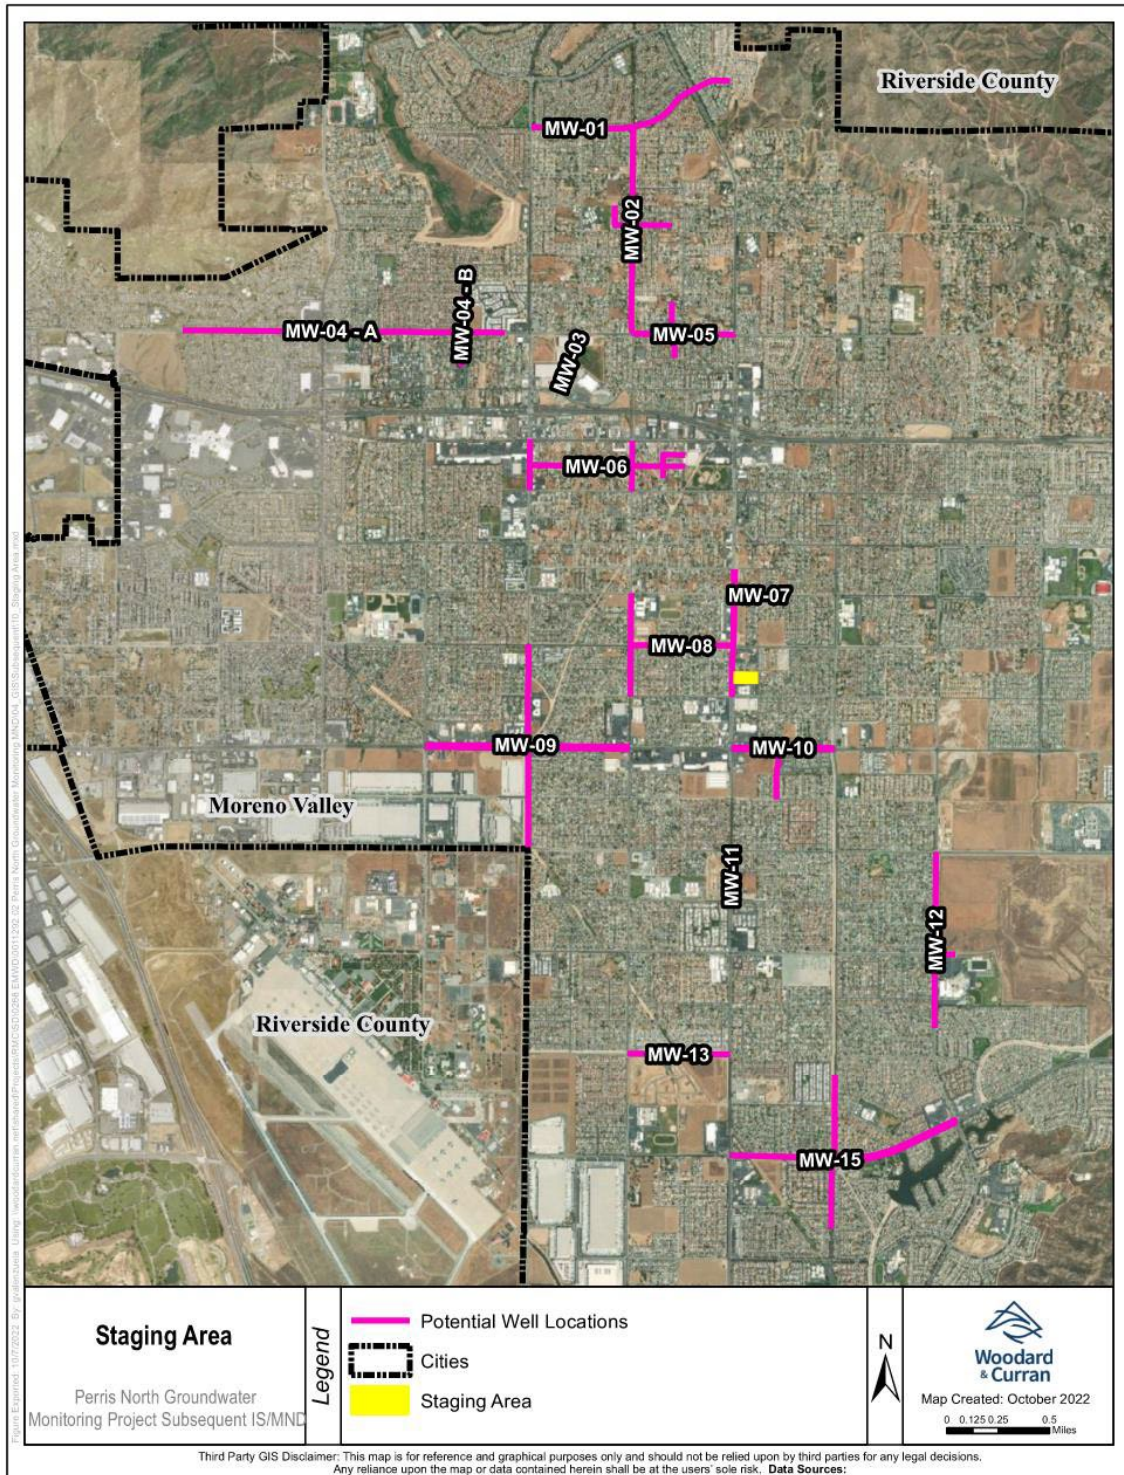 Riverside County
MW-01
MW-02
MW-04 - B
MW-04 - A
MW-05
MW-03
MW-06
MW-07
MW-08
MW-09
MW-10
Moreno Valley
MW-11
MW-12
Riverside County
MW-13
MW-15
Staging Area
Perris North Groundwater
Monitoring Project Subsequent IS/MND
Legend
Potential Well Locations
Cities
Staging Area
N
Woodard
& Curran
Map Created: October 2022
0 0.125 0.25 0.5
Miles
Third Party GIS Disclaimer: This map is for reference and graphical purposes only and should not be relied upon by third parties for any legal decisions.
Any reliance upon the map or data contained herein shall be at the users' sole risk. Data Sources: